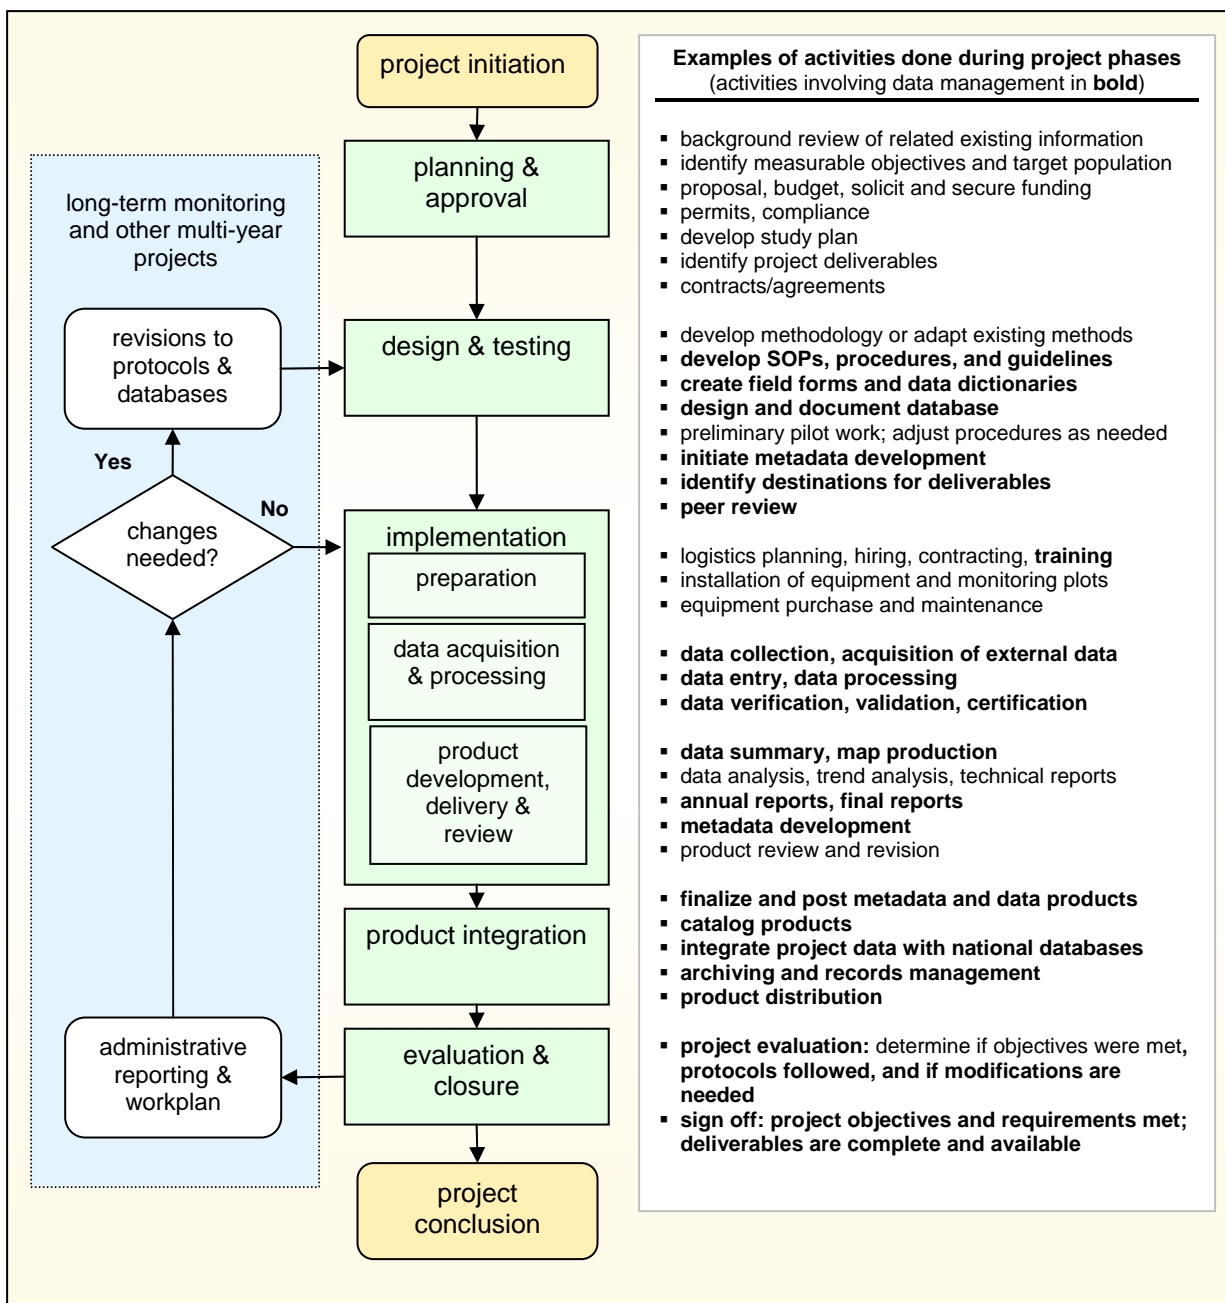 project initiation
planning &
approval
long-term monitoring
and other multi-year
projects
revisions to
protocols &
databases
design & testing
Yes
No
changes
needed?
implementation
preparation
data acquisition
& processing
product
development,
delivery &
review
product integration
administrative
reporting &
workplan
evaluation &
closure
project
conclusion
Examples of activities done during project phases
(activities involving data management in bold)
▪ background review of related existing information
▪ identify measurable objectives and target population
▪ proposal, budget, solicit and secure funding
▪ permits, compliance
▪ develop study plan
▪ identify project deliverables
▪ contracts/agreements
▪ develop methodology or adapt existing methods
▪ develop SOPs, procedures, and guidelines
▪ create field forms and data dictionaries
▪ design and document database
▪ preliminary pilot work; adjust procedures as needed
▪ initiate metadata development
▪ identify destinations for deliverables
▪ peer review
▪ logistics planning, hiring, contracting, training
▪ installation of equipment and monitoring plots
▪ equipment purchase and maintenance
▪ data collection, acquisition of external data
▪ data entry, data processing
▪ data verification, validation, certification
▪ data summary, map production
▪ data analysis, trend analysis, technical reports
▪ annual reports, final reports
▪ metadata development
▪ product review and revision
▪ finalize and post metadata and data products
▪ catalog products
▪ integrate project data with national databases
▪ archiving and records management
▪ product distribution
▪ project evaluation: determine if objectives were met,
protocols followed, and if modifications are
needed
▪ sign off: project objectives and requirements met;
deliverables are complete and available